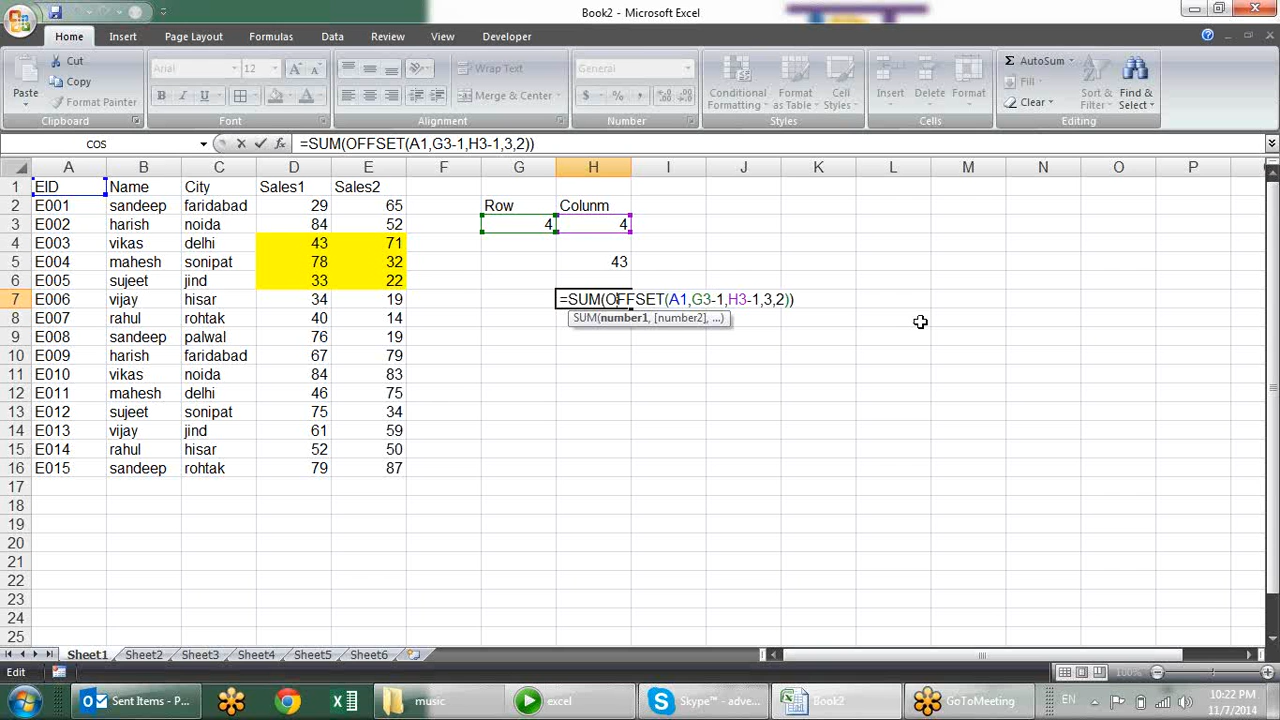 Book2 - Microsoft Excel
Home Insert Page Layout Formulas Data Review View Developer
Paste Cut Copy Format Painter Clipboard
Arial 12 B I U A A A Font
Wrap Text Merge & Center Alignment
General $ % , Number
Conditional Formatting Format as Table Cell Styles Styles
Insert Delete Format Cells
Σ AutoSum Fill Clear Sort & Filter Find & Select Editing
COS fx =SUM(OFFSET(A1,G3-1,H3-1,3,2))
A B C D E F G H I J K L M N O P
1 EID Name City Sales1 Sales2
2 E001 sandeep faridabad 29 65 Row Colunm
3 E002 harish noida 84 52 4 4
4 E003 vikas delhi 43 71
5 E004 mahesh sonipat 78 32 43
6 E005 sujeet jind 33 22
7 E006 vijay hisar 34 19 =SUM(OFFSET(A1,G3-1,H3-1,3,2))
8 E007 rahul rohtak 40 14 SUM(number1, [number2], ...)
9 E008 sandeep palwal 76 19
10 E009 harish faridabad 67 79
11 E010 vikas noida 84 83
12 E011 mahesh delhi 46 75
13 E012 sujeet sonipat 75 34
14 E013 vijay jind 61 59
15 E014 rahul hisar 52 50
16 E015 sandeep rohtak 79 87
17
18
19
20
21
22
23
24
25
Sheet1 Sheet2 Sheet3 Sheet4 Sheet5 Sheet6
Edit 100%
Sent Items - P... music excel Skype™ - adve... Book2 GoToMeeting EN 10:22 PM
11/7/2014